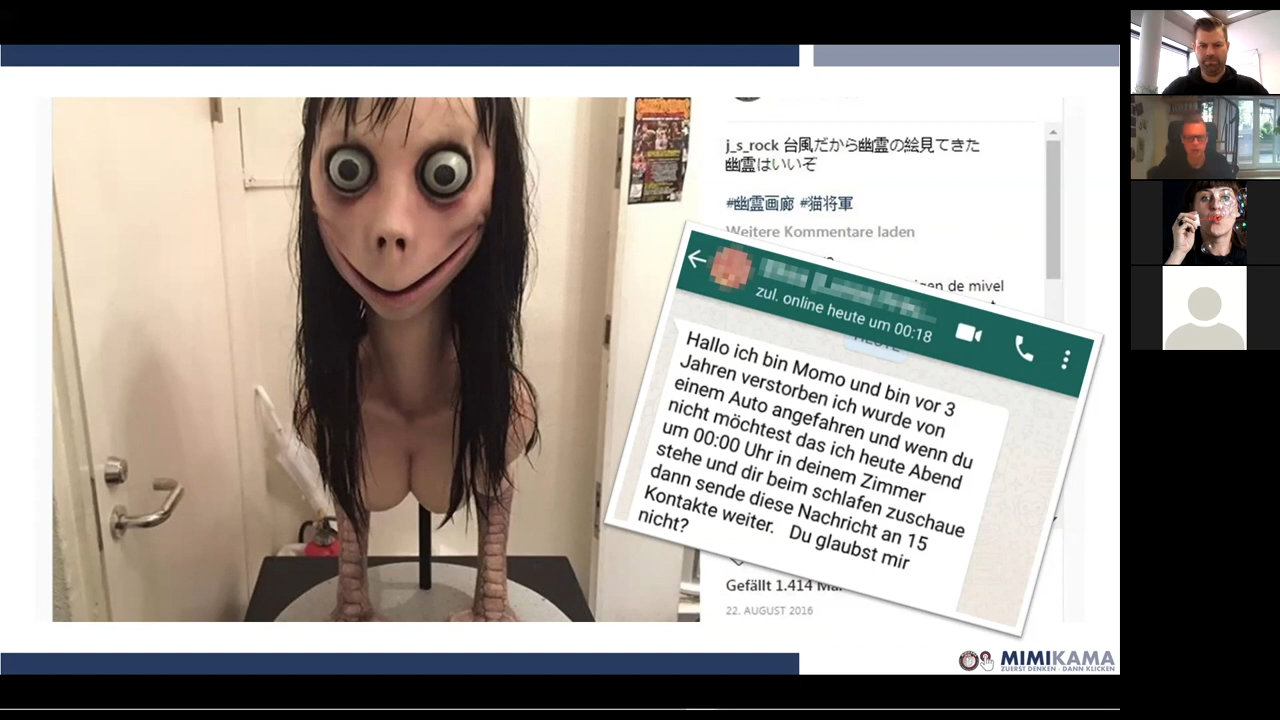 j_s_rock 台風だから幽霊の絵見てきた
幽霊はいいぞ
#幽霊画廊 #猫将軍
Weitere Kommentare laden
de mivel
zul. online heute um 00:18
HEUTE
Hallo ich bin Momo und bin vor 3
Jahren verstorben ich wurde von
einem Auto angefahren und wenn du
nicht möchtest das ich heute Abend
um 00:00 Uhr in deinem Zimmer
stehe und dir beim schlafen zuschaue
dann sende diese Nachricht an 15
Kontakte weiter. Du glaubst mir
nicht?
Gefällt 1.414 Mal
22. AUGUST 2016
MIMIKAMA
ZUERST DENKEN - DANN KLICKEN